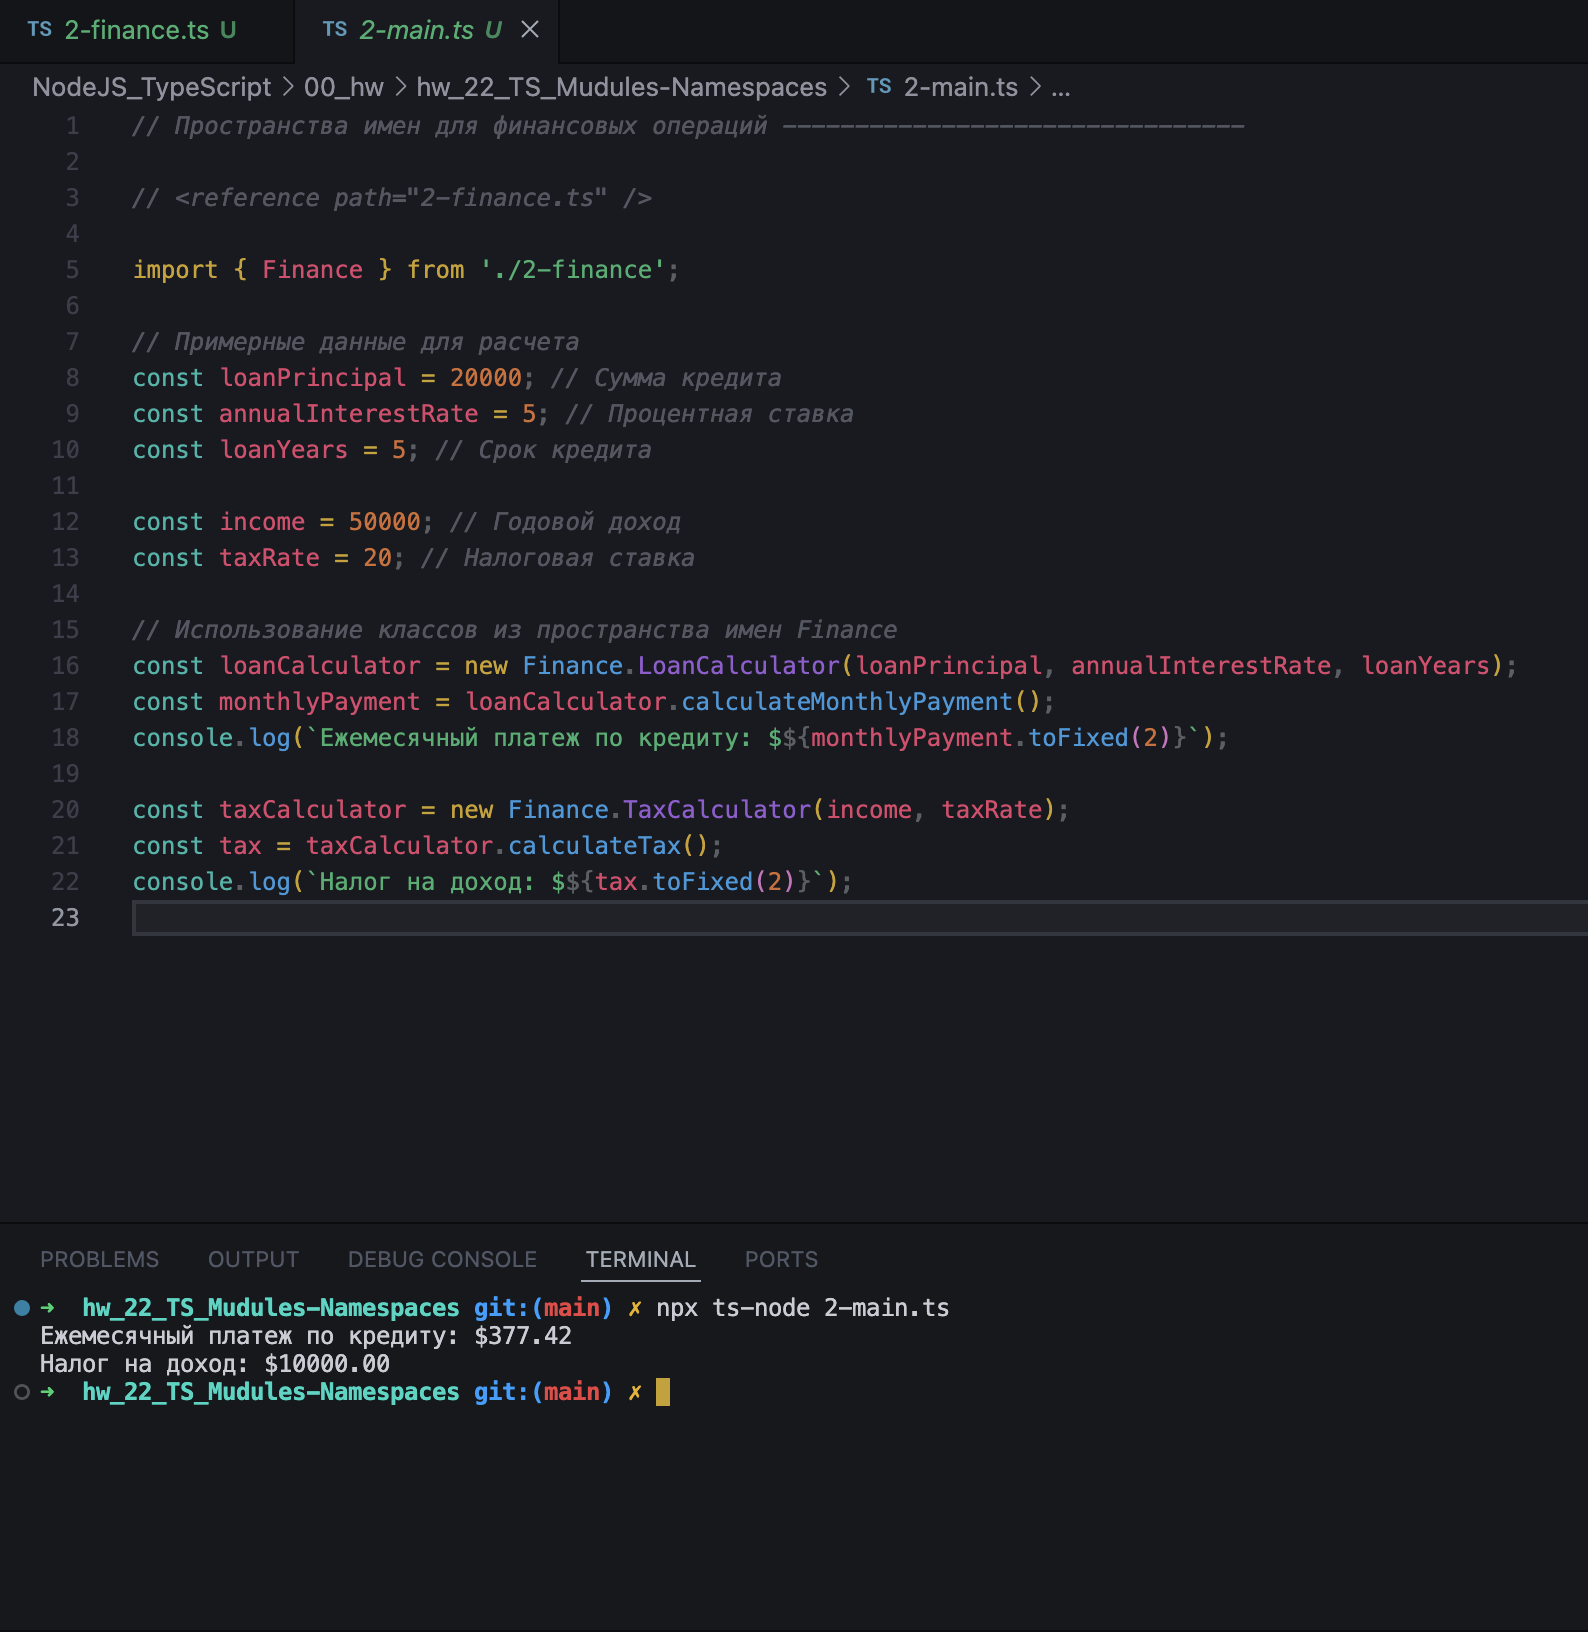 TS 2-finance.ts U TS 2-main.ts U
NodeJS_TypeScript > 00_hw > hw_22_TS_Mudules-Namespaces > TS 2-main.ts > ...
1 // Пространства имен для финансовых операций --------------------------------
2
3 // <reference path="2-finance.ts" />
4
5 import { Finance } from './2-finance';
6
7 // Примерные данные для расчета
8 const loanPrincipal = 20000; // Сумма кредита
9 const annualInterestRate = 5; // Процентная ставка
10 const loanYears = 5; // Срок кредита
11
12 const income = 50000; // Годовой доход
13 const taxRate = 20; // Налоговая ставка
14
15 // Использование классов из пространства имен Finance
16 const loanCalculator = new Finance.LoanCalculator(loanPrincipal, annualInterestRate, loanYears);
17 const monthlyPayment = loanCalculator.calculateMonthlyPayment();
18 console.log(`Ежемесячный платеж по кредиту: $${monthlyPayment.toFixed(2)}`);
19
20 const taxCalculator = new Finance.TaxCalculator(income, taxRate);
21 const tax = taxCalculator.calculateTax();
22 console.log(`Налог на доход: $${tax.toFixed(2)}`);
23
PROBLEMS OUTPUT DEBUG CONSOLE TERMINAL PORTS
➜ hw_22_TS_Mudules-Namespaces git:(main) ✗ npx ts-node 2-main.ts
Ежемесячный платеж по кредиту: $377.42
Налог на доход: $10000.00
➜ hw_22_TS_Mudules-Namespaces git:(main) ✗